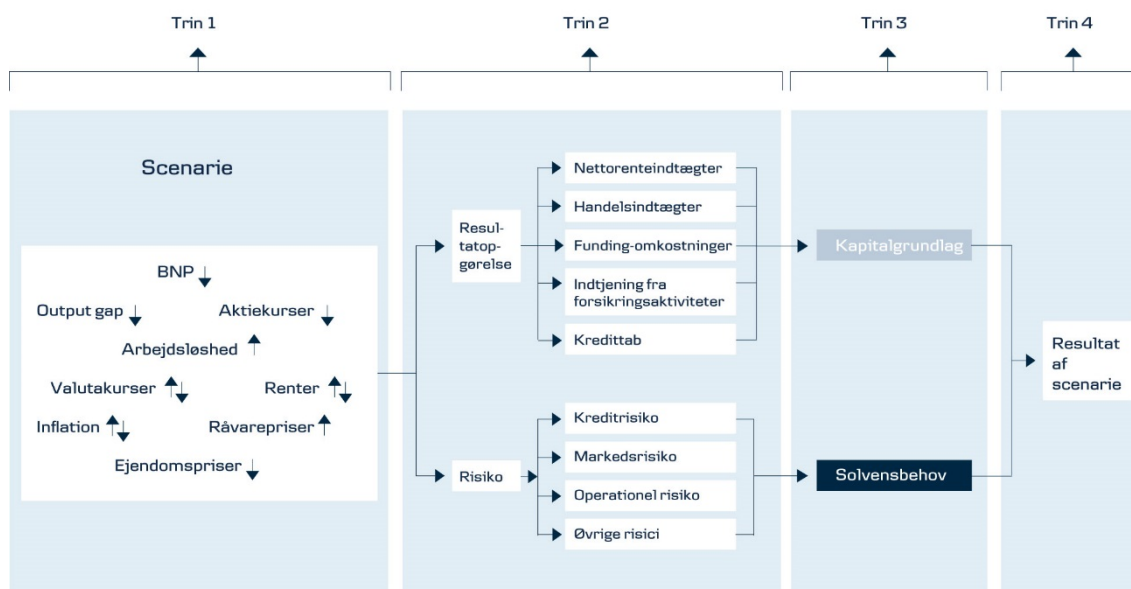 Trin 1
Trin 2
Trin 3
Trin 4
Scenarie
BNP
Output gap
Aktiekurser
Arbejdsløshed
Valutakurser
Renter
Inflation
Råvarepriser
Ejendomspriser
Resul-
tatop-
gørelse
Nettorenteindtægter
Handelsindtægter
Funding-omkostninger
Indtjening fra
forsikringsaktiviteter
Kredittab
Risiko
Kreditrisiko
Markedsrisiko
Operationel risiko
Øvrige risici
Kapitalgrundlag
Solvensbehov
Resultat
af
scenarie